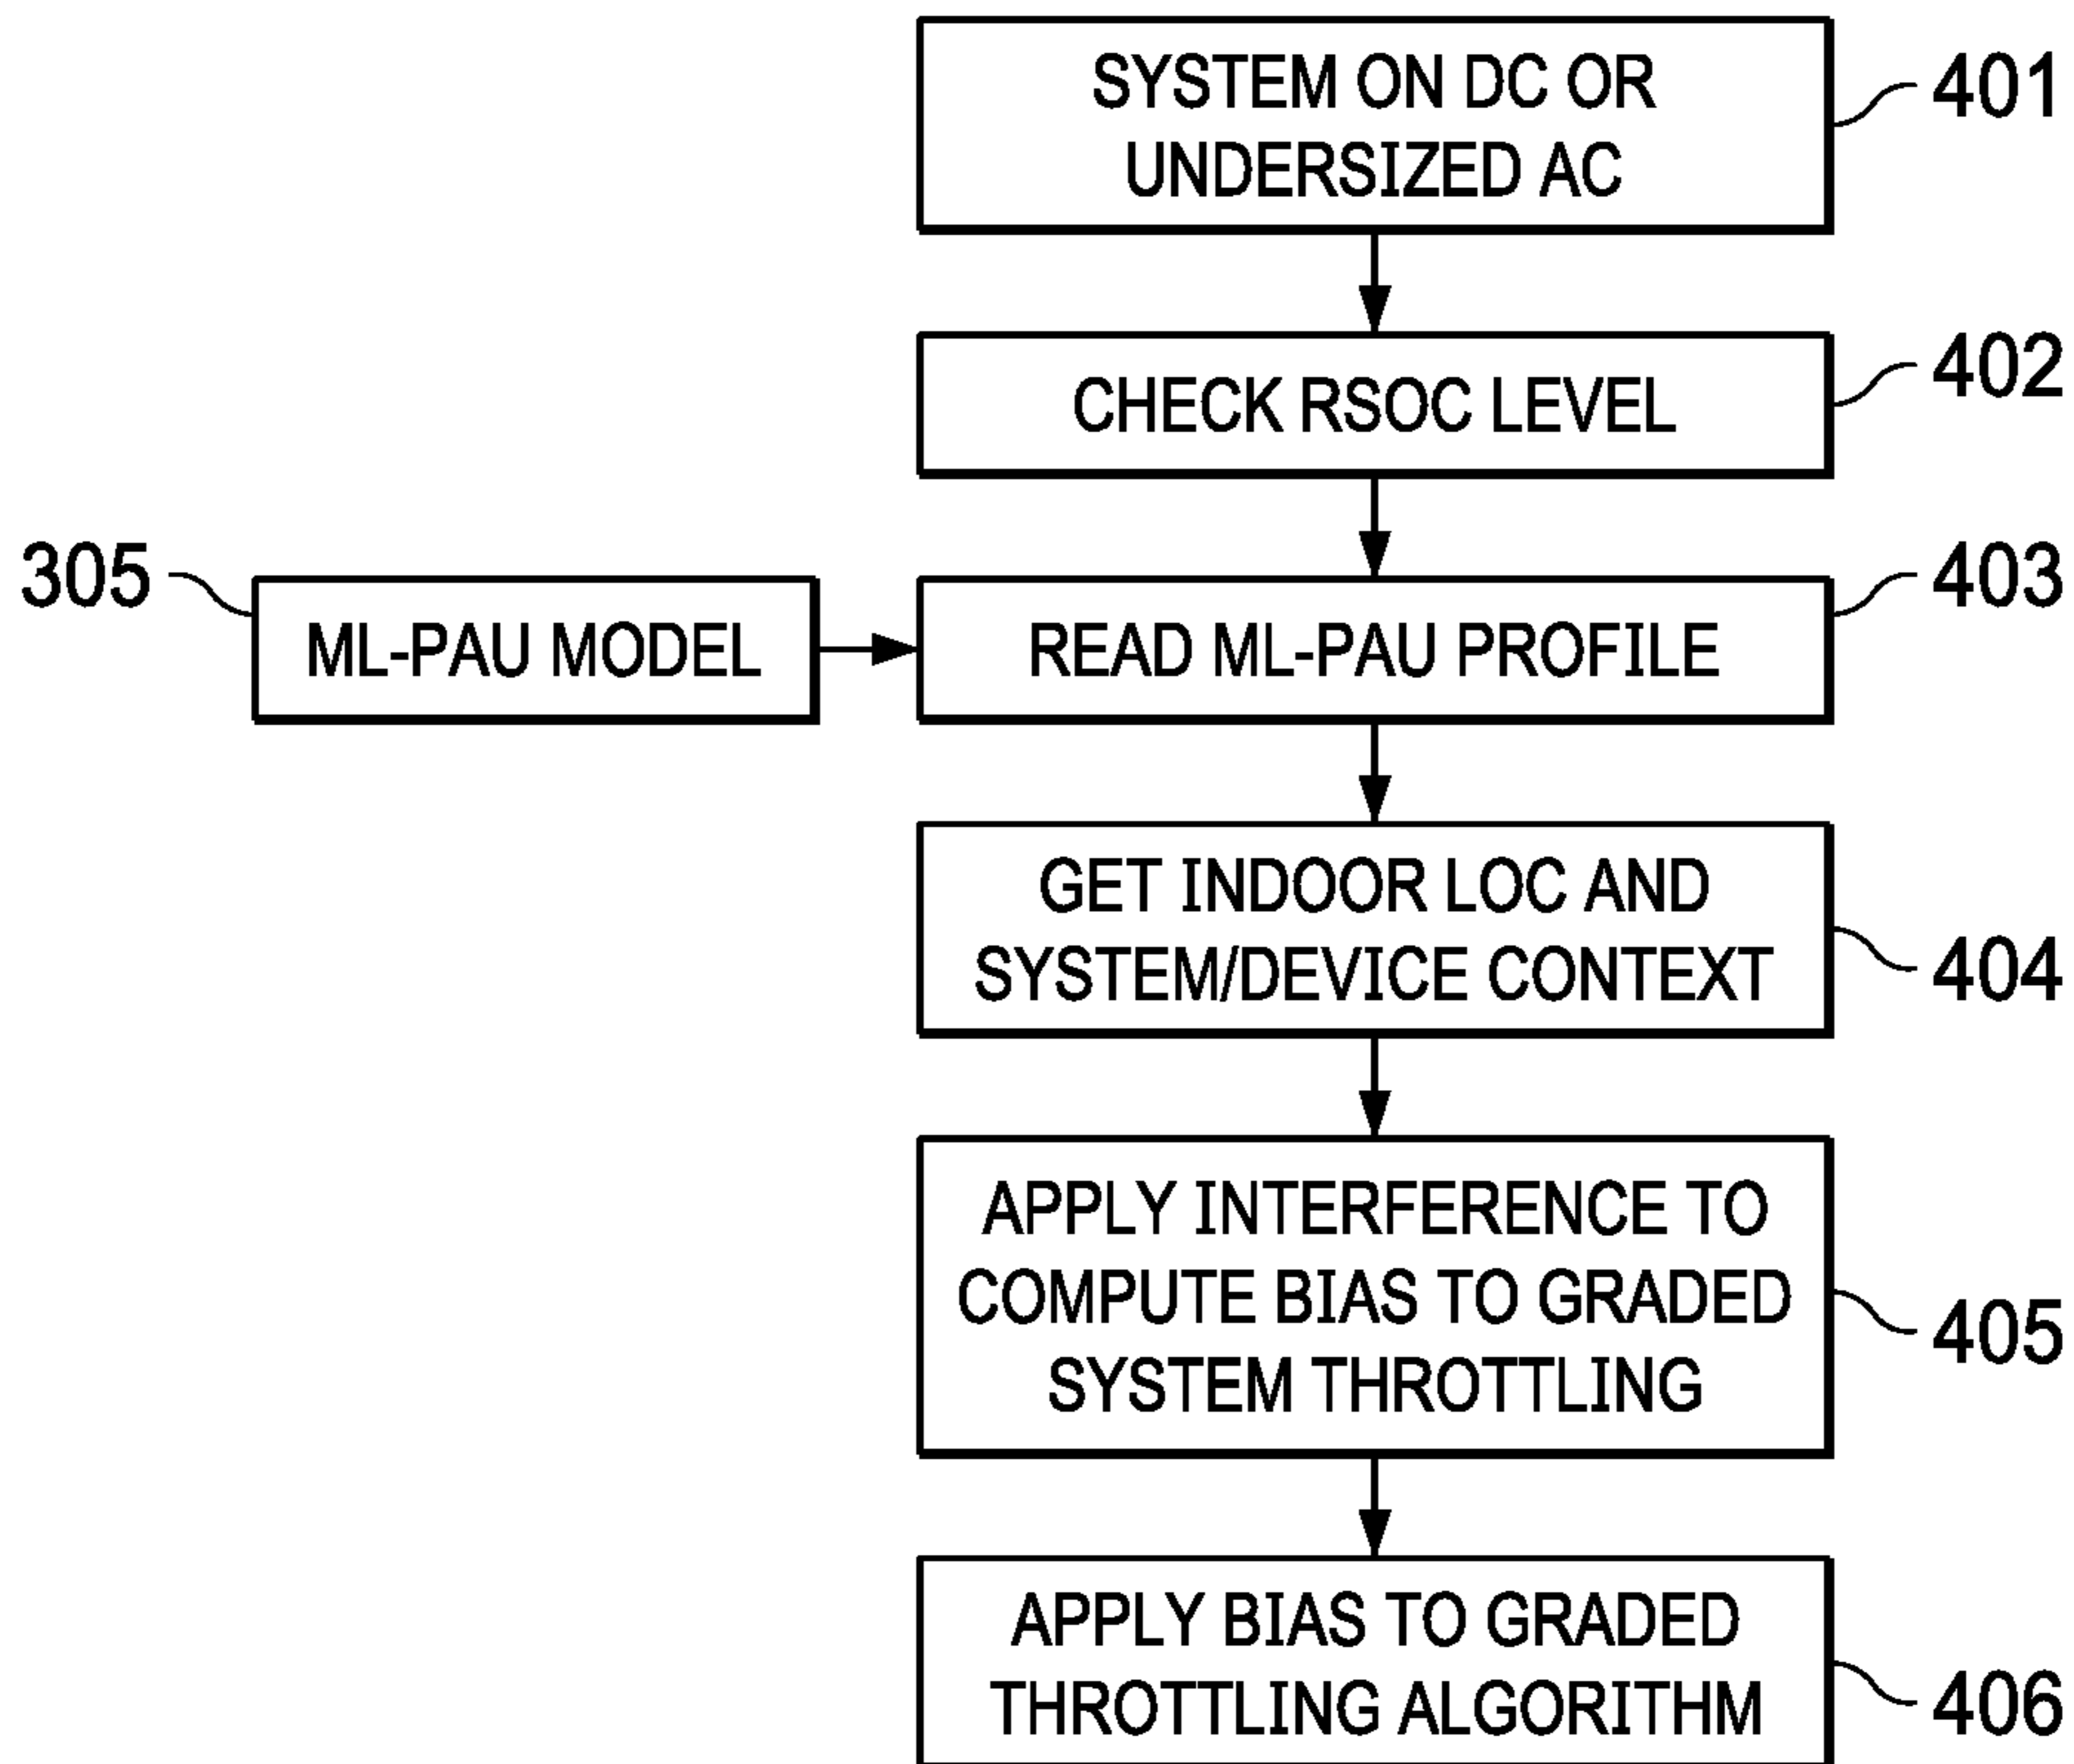 SYSTEM ON DC OR
UNDERSIZED AC
401
CHECK RSOC LEVEL
402
305
ML-PAU MODEL
READ ML-PAU PROFILE
403
GET INDOOR LOC AND
SYSTEM/DEVICE CONTEXT
404
APPLY INTERFERENCE TO
COMPUTE BIAS TO GRADED
SYSTEM THROTTLING
405
APPLY BIAS TO GRADED
THROTTLING ALGORITHM
406